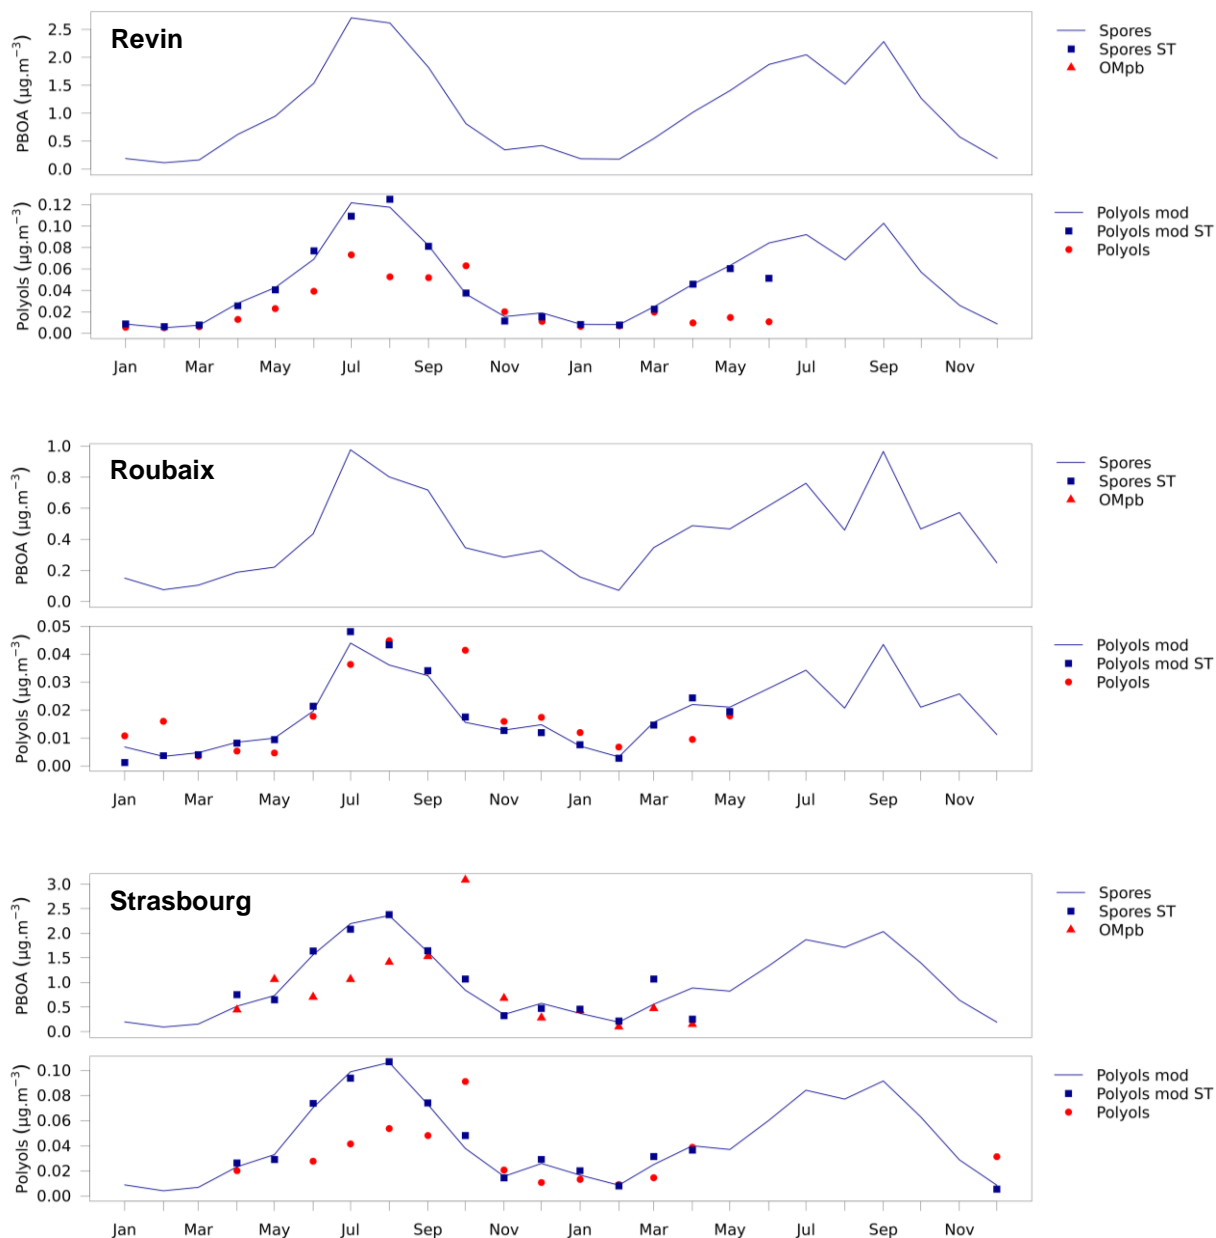 Revin
PBOA (µg.m−3)
2.5
2.0
1.5
1.0
0.5
0.0
Spores
Spores ST
OMpb
Polyols (µg.m−3)
0.12
0.10
0.08
0.06
0.04
0.02
0.00
Polyols mod
Polyols mod ST
Polyols
Jan Mar May Jul Sep Nov Jan Mar May Jul Sep Nov
Roubaix
PBOA (µg.m−3)
1.0
0.8
0.6
0.4
0.2
0.0
Spores
Spores ST
OMpb
Polyols (µg.m−3)
0.05
0.04
0.03
0.02
0.01
0.00
Polyols mod
Polyols mod ST
Polyols
Jan Mar May Jul Sep Nov Jan Mar May Jul Sep Nov
Strasbourg
PBOA (µg.m−3)
3.0
2.5
2.0
1.5
1.0
0.5
0.0
Spores
Spores ST
OMpb
Polyols (µg.m−3)
0.10
0.08
0.06
0.04
0.02
0.00
Polyols mod
Polyols mod ST
Polyols
Jan Mar May Jul Sep Nov Jan Mar May Jul Sep Nov